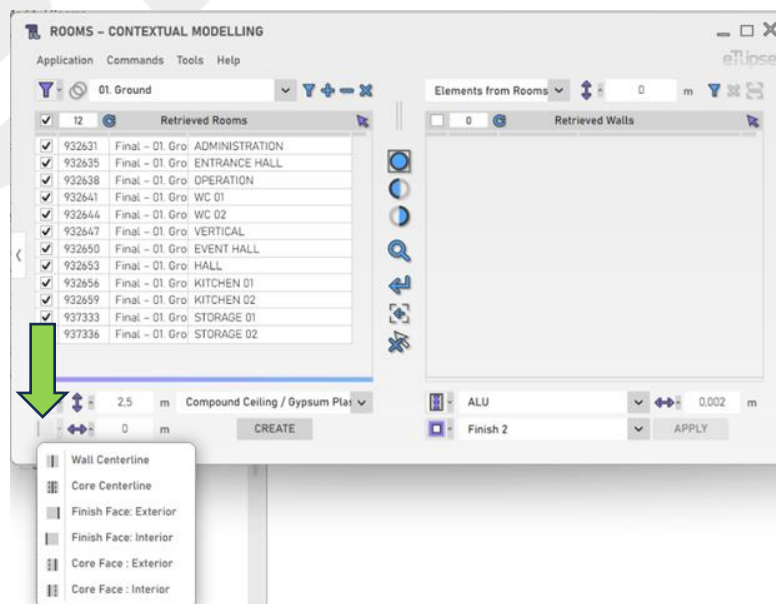 ROOMS – CONTEXTUAL MODELLING
Application Commands Tools Help
eTLipse
01. Ground
Elements from Rooms 0 m
12 Retrieved Rooms
0 Retrieved Walls
932631 Final – 01. Gro ADMINISTRATION
932635 Final – 01. Gro ENTRANCE HALL
932638 Final – 01. Gro OPERATION
932641 Final – 01. Gro WC 01
932644 Final – 01. Gro WC 02
932647 Final – 01. Gro VERTICAL
932650 Final – 01. Gro EVENT HALL
932653 Final – 01. Gro HALL
932656 Final – 01. Gro KITCHEN 01
932659 Final – 01. Gro KITCHEN 02
937333 Final – 01. Gro STORAGE 01
937336 Final – 01. Gro STORAGE 02
2,5 m Compound Ceiling / Gypsum Plas
ALU 0,002 m
0 m CREATE
Finish 2 APPLY
Wall Centerline
Core Centerline
Finish Face: Exterior
Finish Face: Interior
Core Face : Exterior
Core Face : Interior